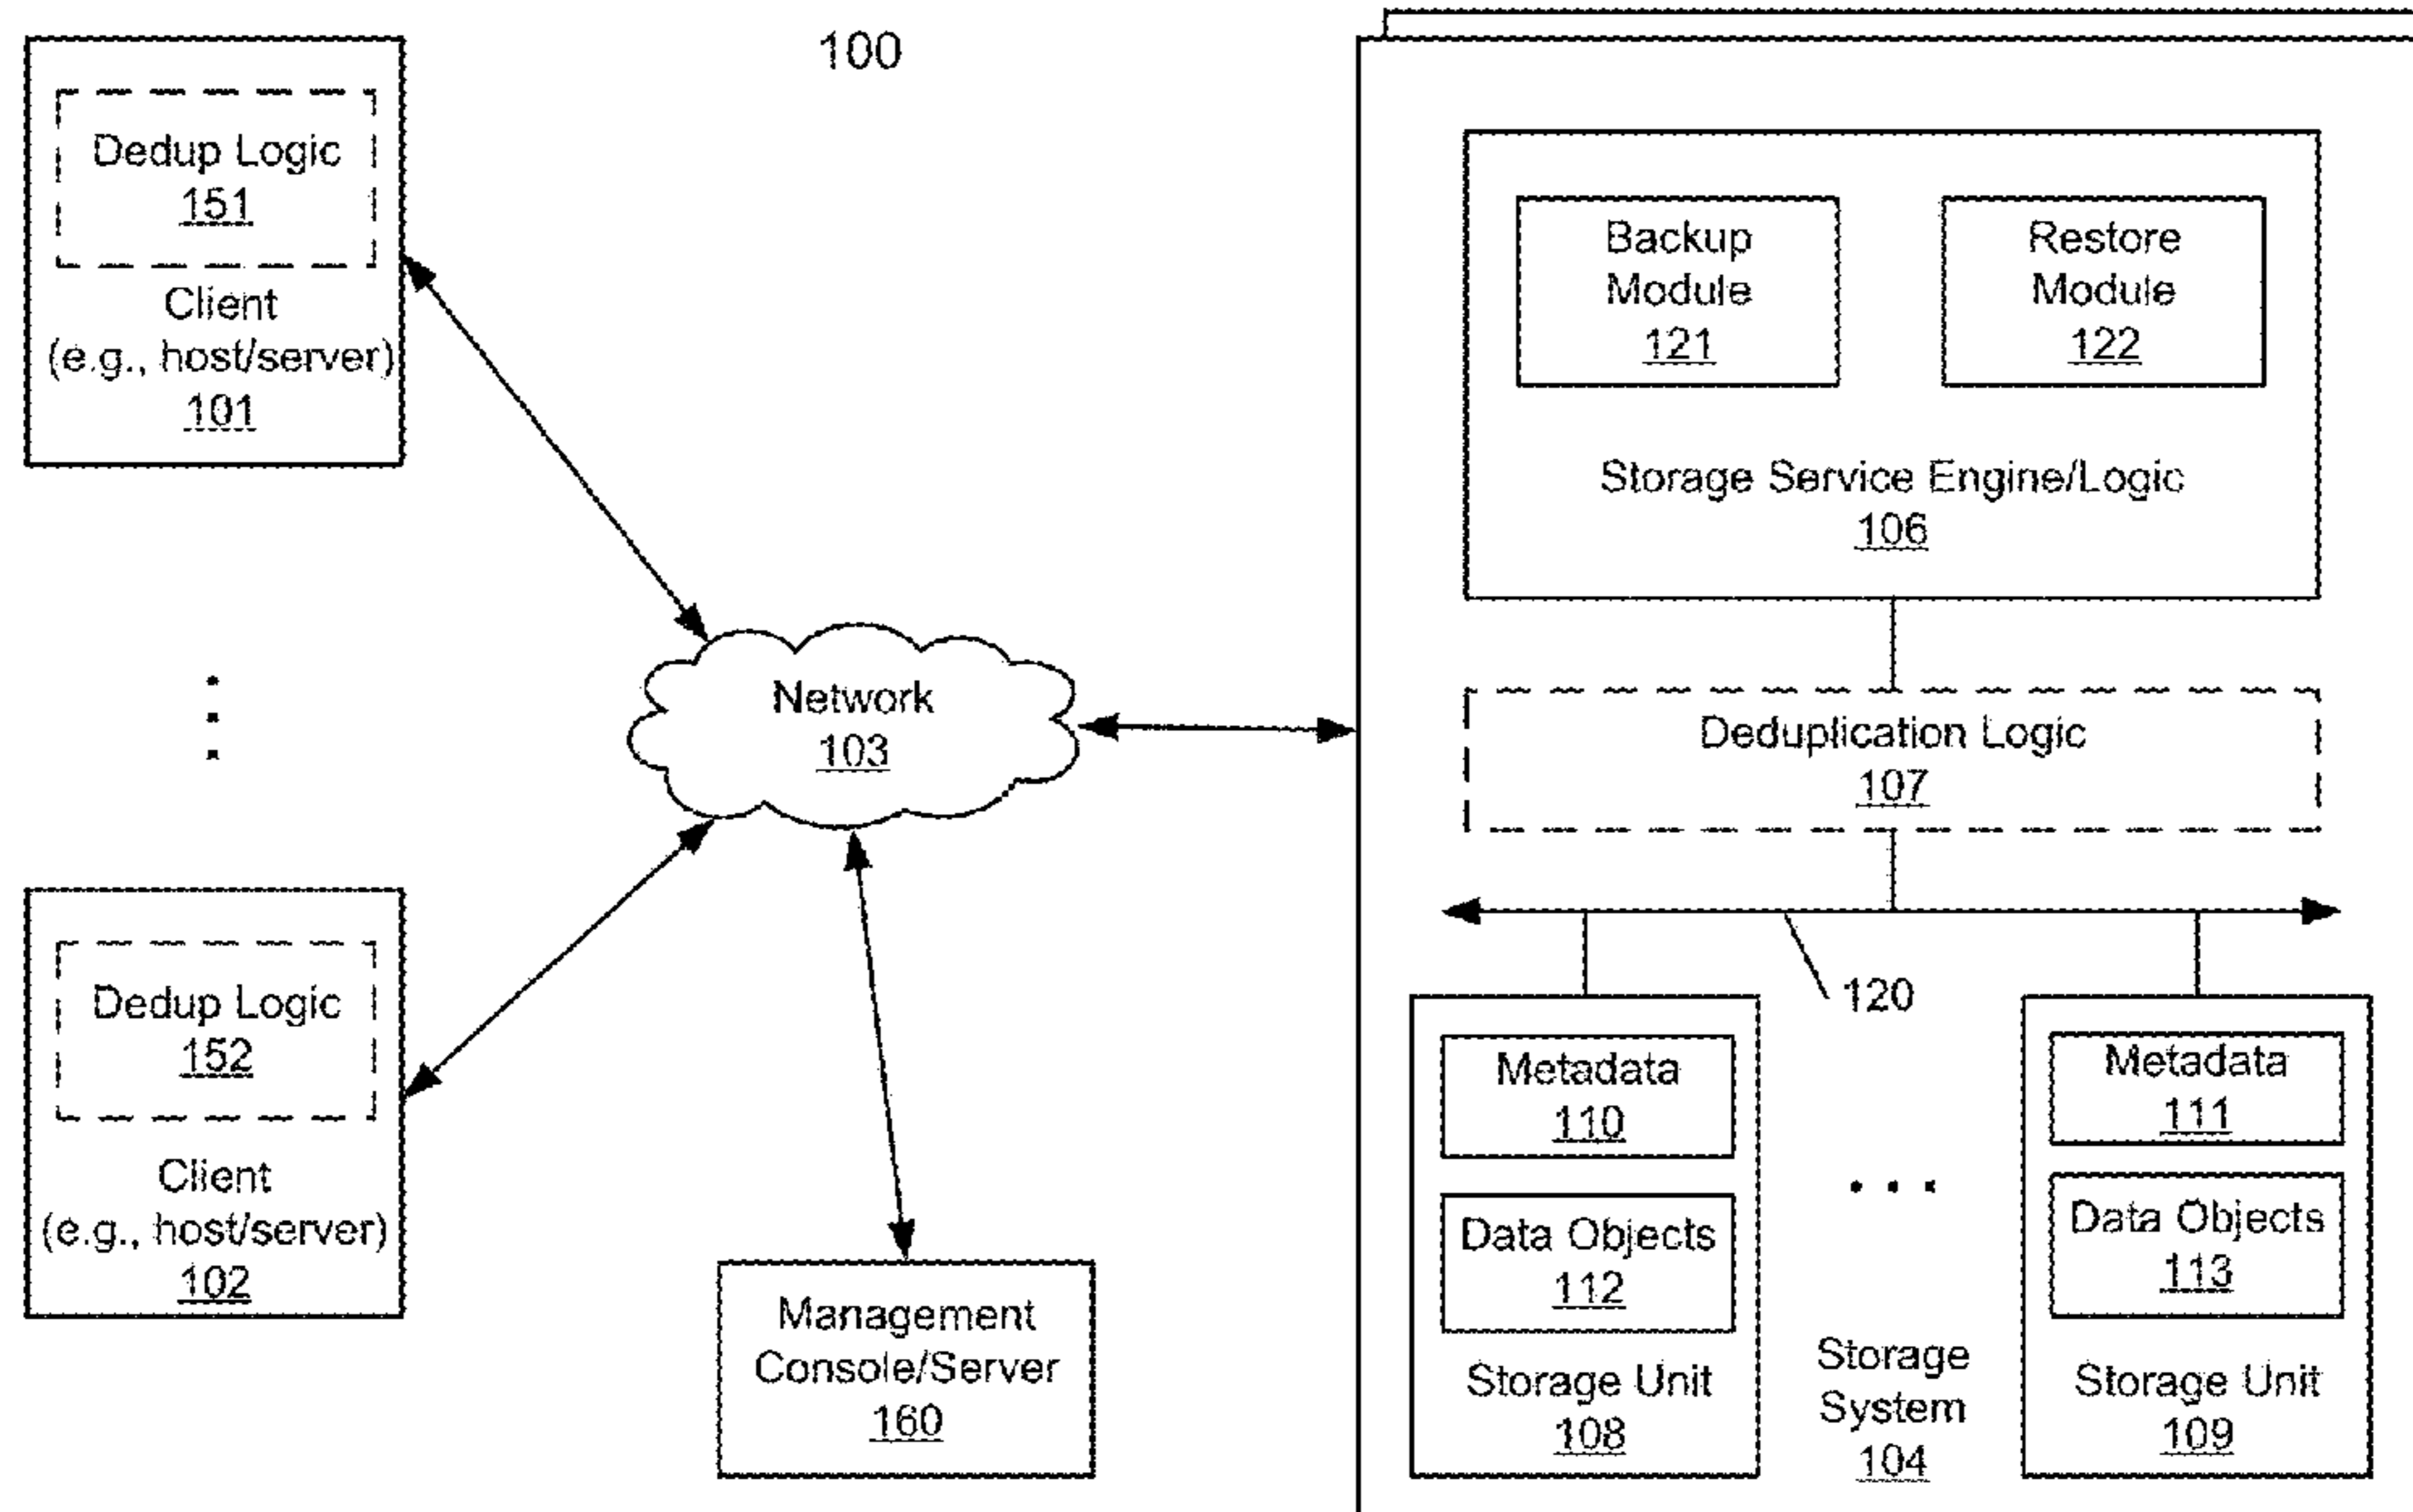 100
Dedup Logic
151
Client
(e.g., host/server)
101
Dedup Logic
152
Client
(e.g., host/server)
102
Network
103
Management
Console/Server
160
Backup
Module
121
Restore
Module
122
Storage Service Engine/Logic
106
Deduplication Logic
107
120
Metadata
110
Data Objects
112
Storage Unit
108
Storage
System
104
Metadata
111
Data Objects
113
Storage Unit
109